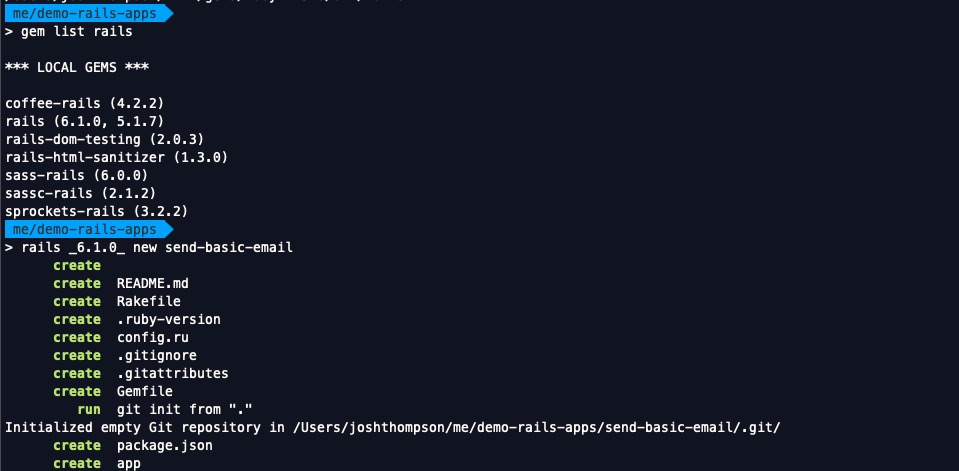 me/demo-rails-apps
> gem list rails
*** LOCAL GEMS ***
coffee-rails (4.2.2)
rails (6.1.0, 5.1.7)
rails-dom-testing (2.0.3)
rails-html-sanitizer (1.3.0)
sass-rails (6.0.0)
sassc-rails (2.1.2)
sprockets-rails (3.2.2)
me/demo-rails-apps
> rails _6.1.0_ new send-basic-email
create
create README.md
create Rakefile
create .ruby-version
create config.ru
create .gitignore
create .gitattributes
create Gemfile
run git init from "."
Initialized empty Git repository in /Users/joshthompson/me/demo-rails-apps/send-basic-email/.git/
create package.json
create app